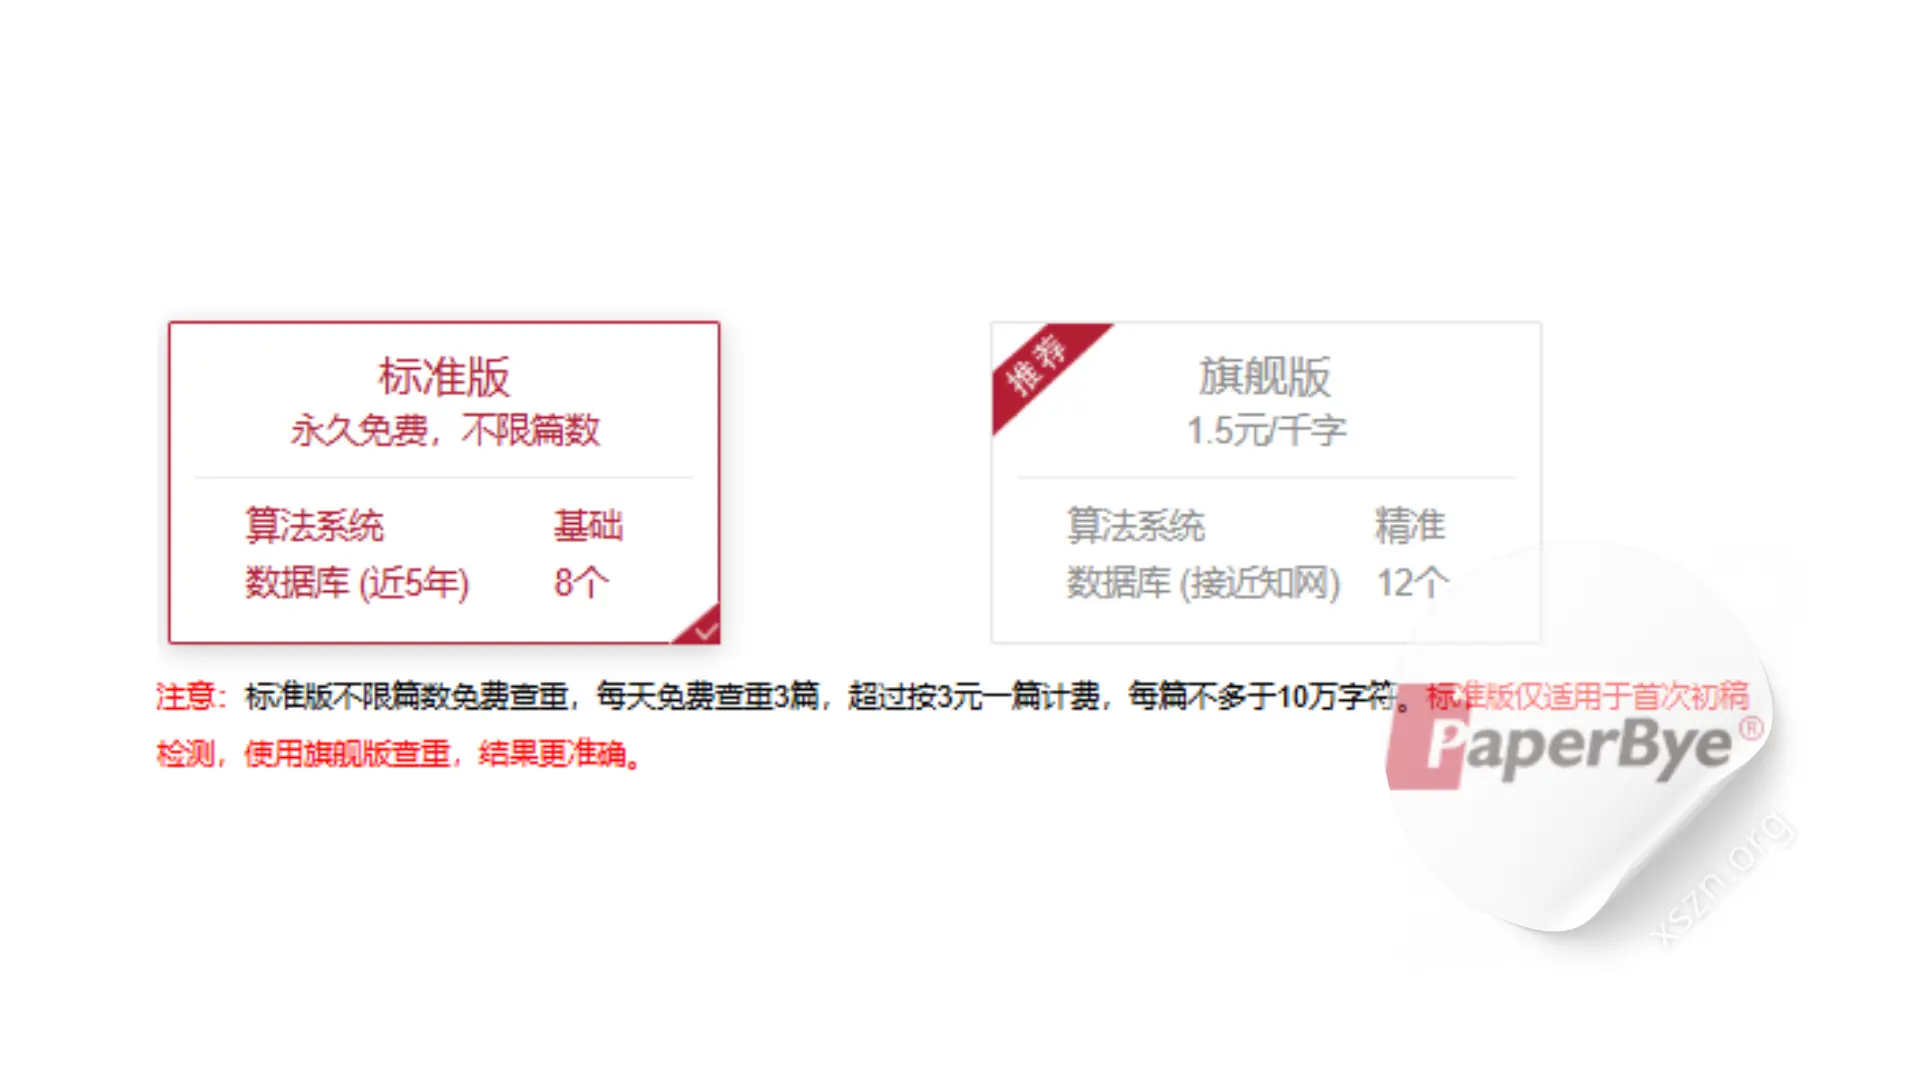 标准版
永久免费，不限篇数
算法系统 基础
数据库 (近5年) 8个
推荐
旗舰版
1.5元/千字
算法系统 精准
数据库 (接近知网) 12个
注意：标准版不限篇数免费查重，每天免费查重3篇，超过按3元一篇计费，每篇不多于10万字符。标准版仅适用于首次初稿
检测，使用旗舰版查重，结果更准确。
PaperBye®
xszn.org